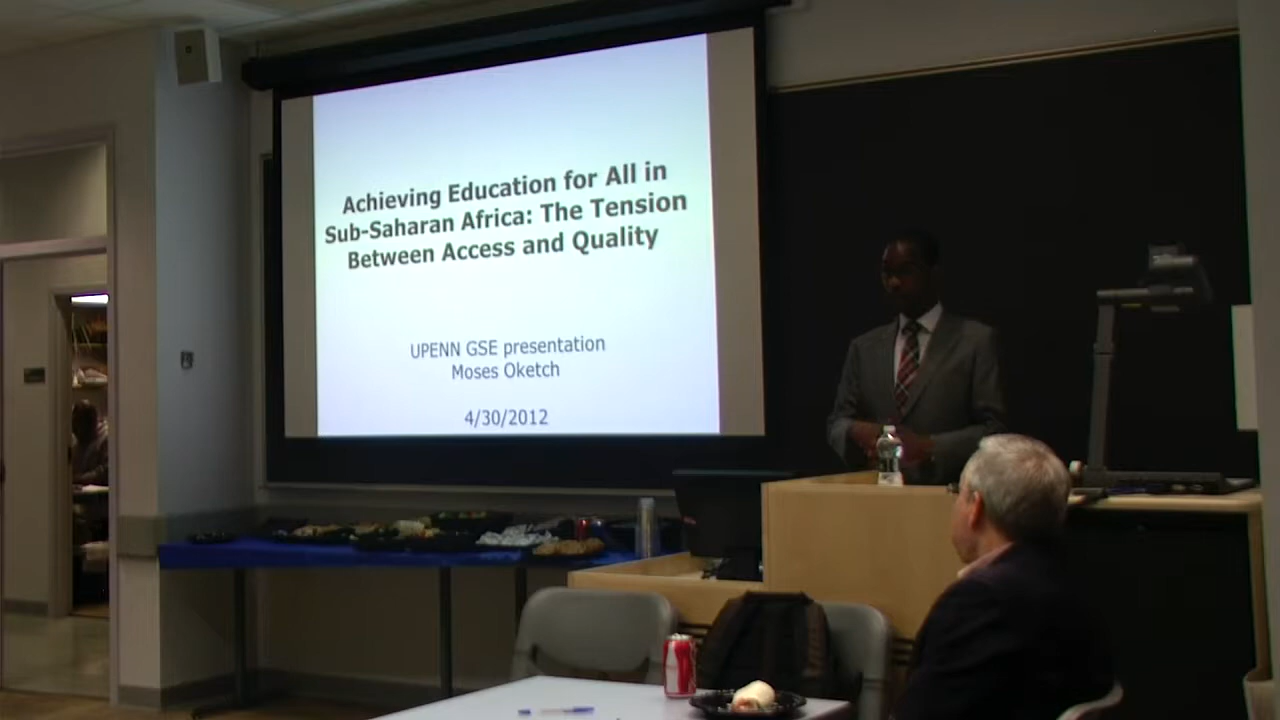 Achieving Education for All in
Sub-Saharan Africa: The Tension
Between Access and Quality
UPENN GSE presentation
Moses Oketch
4/30/2012